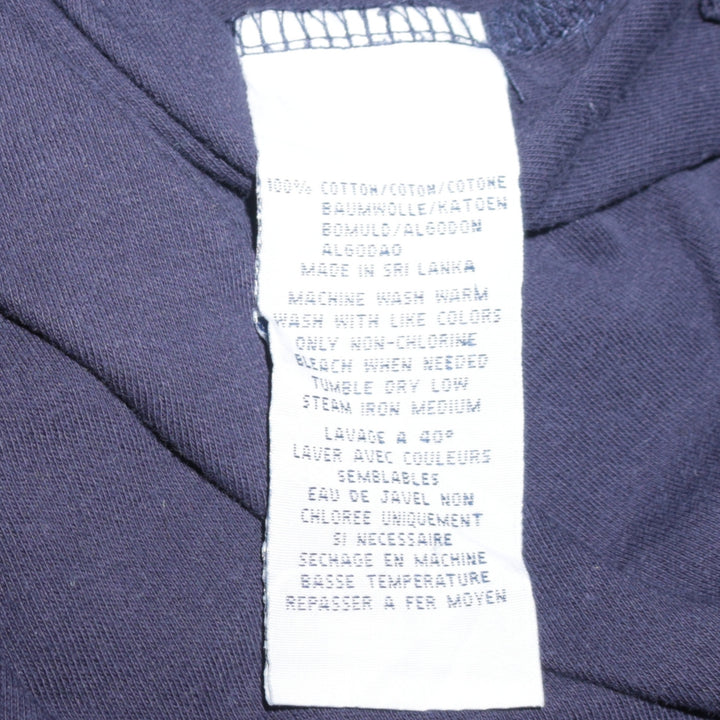 100% COTTON/COTON/COTONE
BAUMWOLLE/KATOEN
BOMULD/ALGODON
ALGODAO
MADE IN SRI LANKA
MACHINE WASH WARM
WASH WITH LIKE COLORS
ONLY NON-CHLORINE
BLEACH WHEN NEEDED
TUMBLE DRY LOW
STEAM IRON MEDIUM
LAVAGE A 40°
LAVER AVEC COULEURS
SEMBLABLES
EAU DE JAVEL NON
CHLOREE UNIQUEMENT
SI NECESSAIRE
SECHAGE EN MACHINE
BASSE TEMPERATURE
REPASSER A FER MOYEN